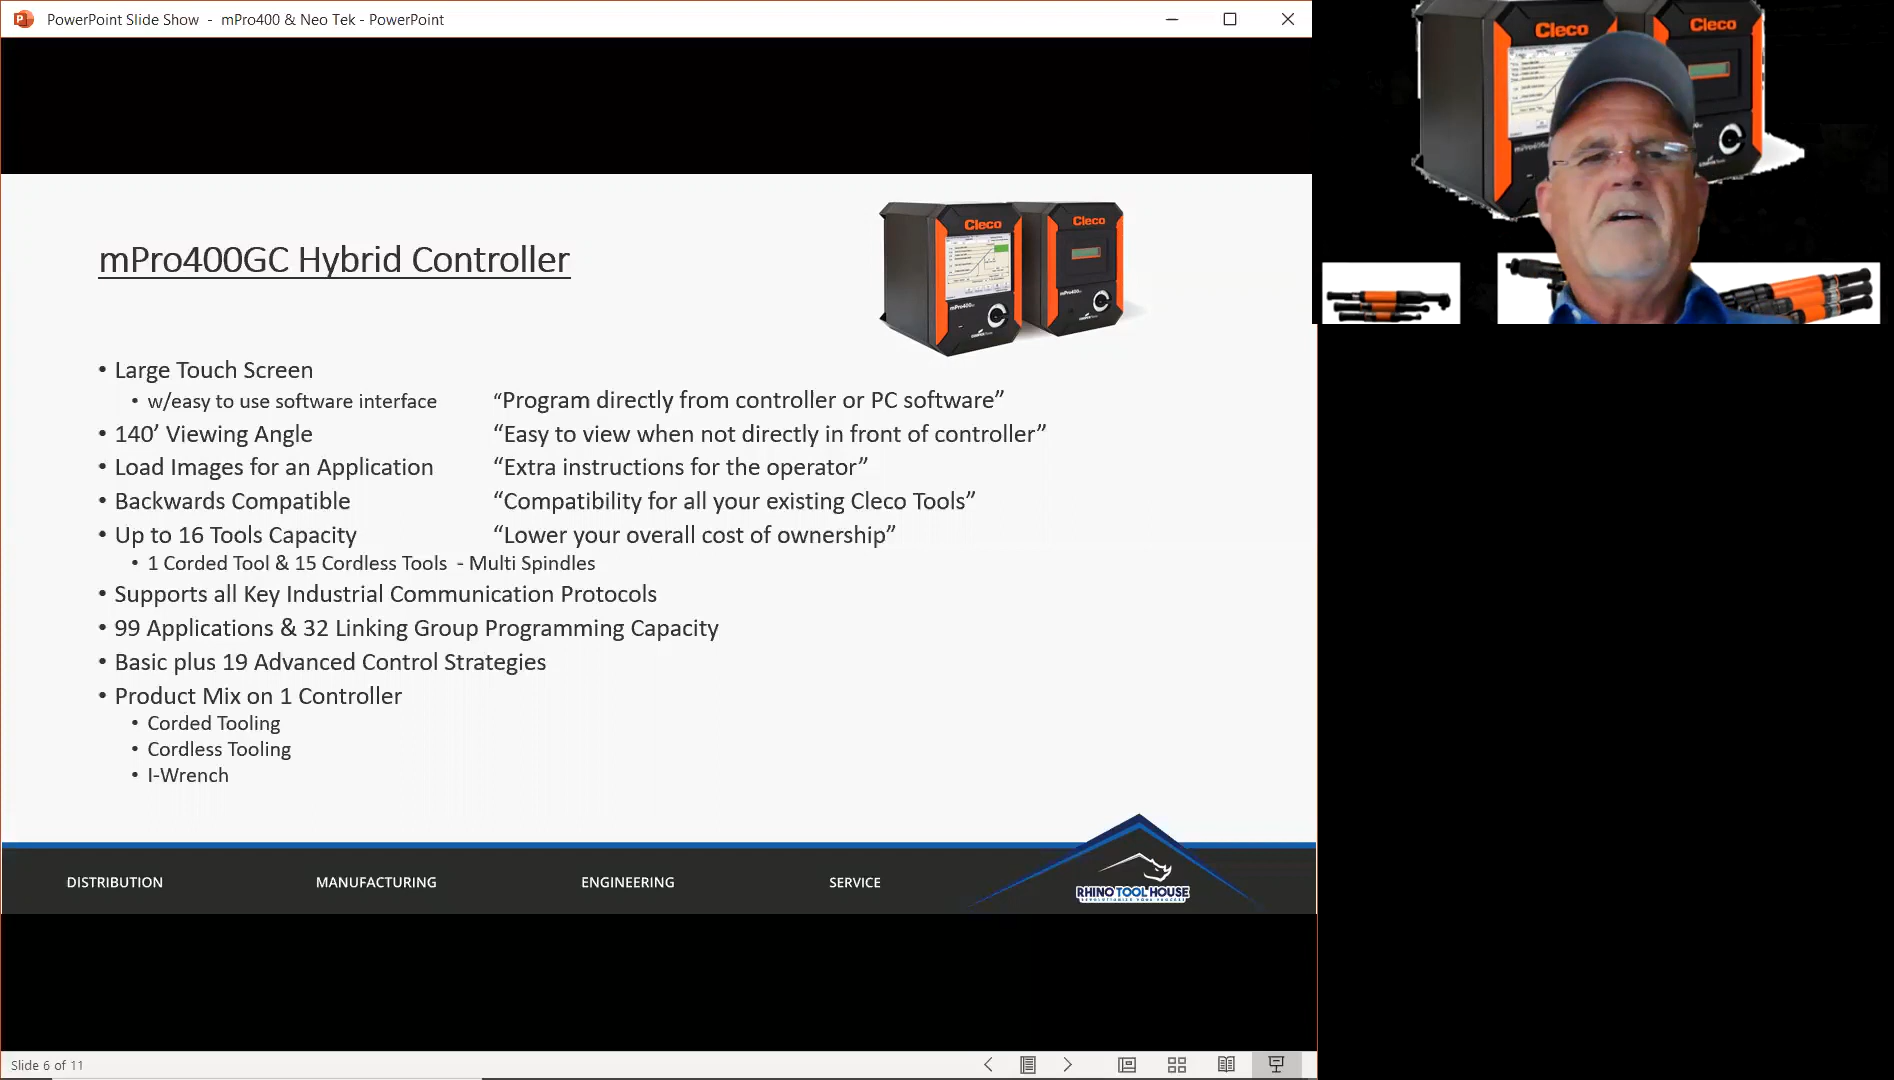 PowerPoint Slide Show - mPro400 & Neo Tek - PowerPoint
Cleco Cleco
mPro400GC Hybrid Controller
Cleco Cleco
• Large Touch Screen
• w/easy to use software interface “Program directly from controller or PC software”
• 140’ Viewing Angle “Easy to view when not directly in front of controller”
• Load Images for an Application “Extra instructions for the operator”
• Backwards Compatible “Compatibility for all your existing Cleco Tools”
• Up to 16 Tools Capacity “Lower your overall cost of ownership”
• 1 Corded Tool & 15 Cordless Tools - Multi Spindles
• Supports all Key Industrial Communication Protocols
• 99 Applications & 32 Linking Group Programming Capacity
• Basic plus 19 Advanced Control Strategies
• Product Mix on 1 Controller
• Corded Tooling
• Cordless Tooling
• I-Wrench
DISTRIBUTION MANUFACTURING ENGINEERING SERVICE
RHINO TOOL HOUSE
REVOLUTIONIZE YOUR PROCESS
Slide 6 of 11